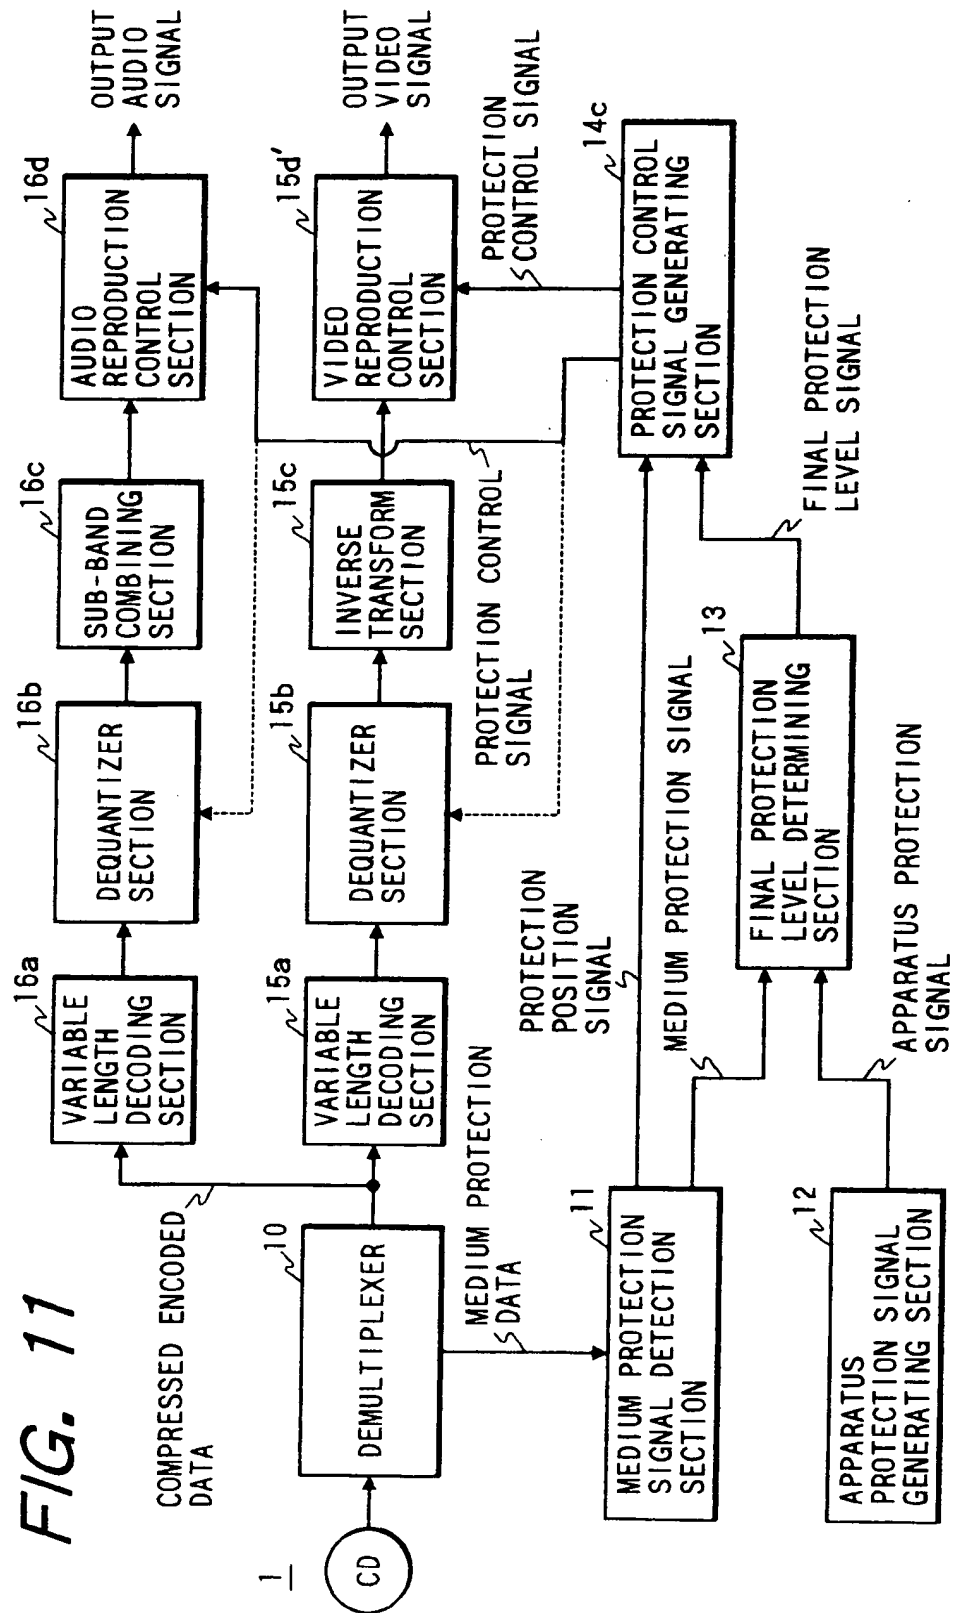 FIG. 11
1
CD
COMPRESSED ENCODED
DATA
10
DEMULTIPLEXER
MEDIUM PROTECTION
DATA
16a
VARIABLE
LENGTH
DECODING
SECTION
16b
DEQUANTIZER
SECTION
16c
SUB-BAND
COMBINING
SECTION
16d
AUDIO
REPRODUCTION
CONTROL
SECTION
OUTPUT
AUDIO
SIGNAL
15a
VARIABLE
LENGTH
DECODING
SECTION
15b
DEQUANTIZER
SECTION
15c
INVERSE
TRANSFORM
SECTION
15d'
VIDEO
REPRODUCTION
CONTROL
SECTION
OUTPUT
VIDEO
SIGNAL
PROTECTION CONTROL
SIGNAL
PROTECTION
CONTROL SIGNAL
11
MEDIUM PROTECTION
SIGNAL DETECTION
SECTION
PROTECTION
POSITION
SIGNAL
14c
PROTECTION CONTROL
SIGNAL GENERATING
SECTION
MEDIUM PROTECTION SIGNAL
13
FINAL PROTECTION
LEVEL DETERMINING
SECTION
FINAL PROTECTION
LEVEL SIGNAL
12
APPARATUS
PROTECTION SIGNAL
GENERATING SECTION
APPARATUS PROTECTION
SIGNAL